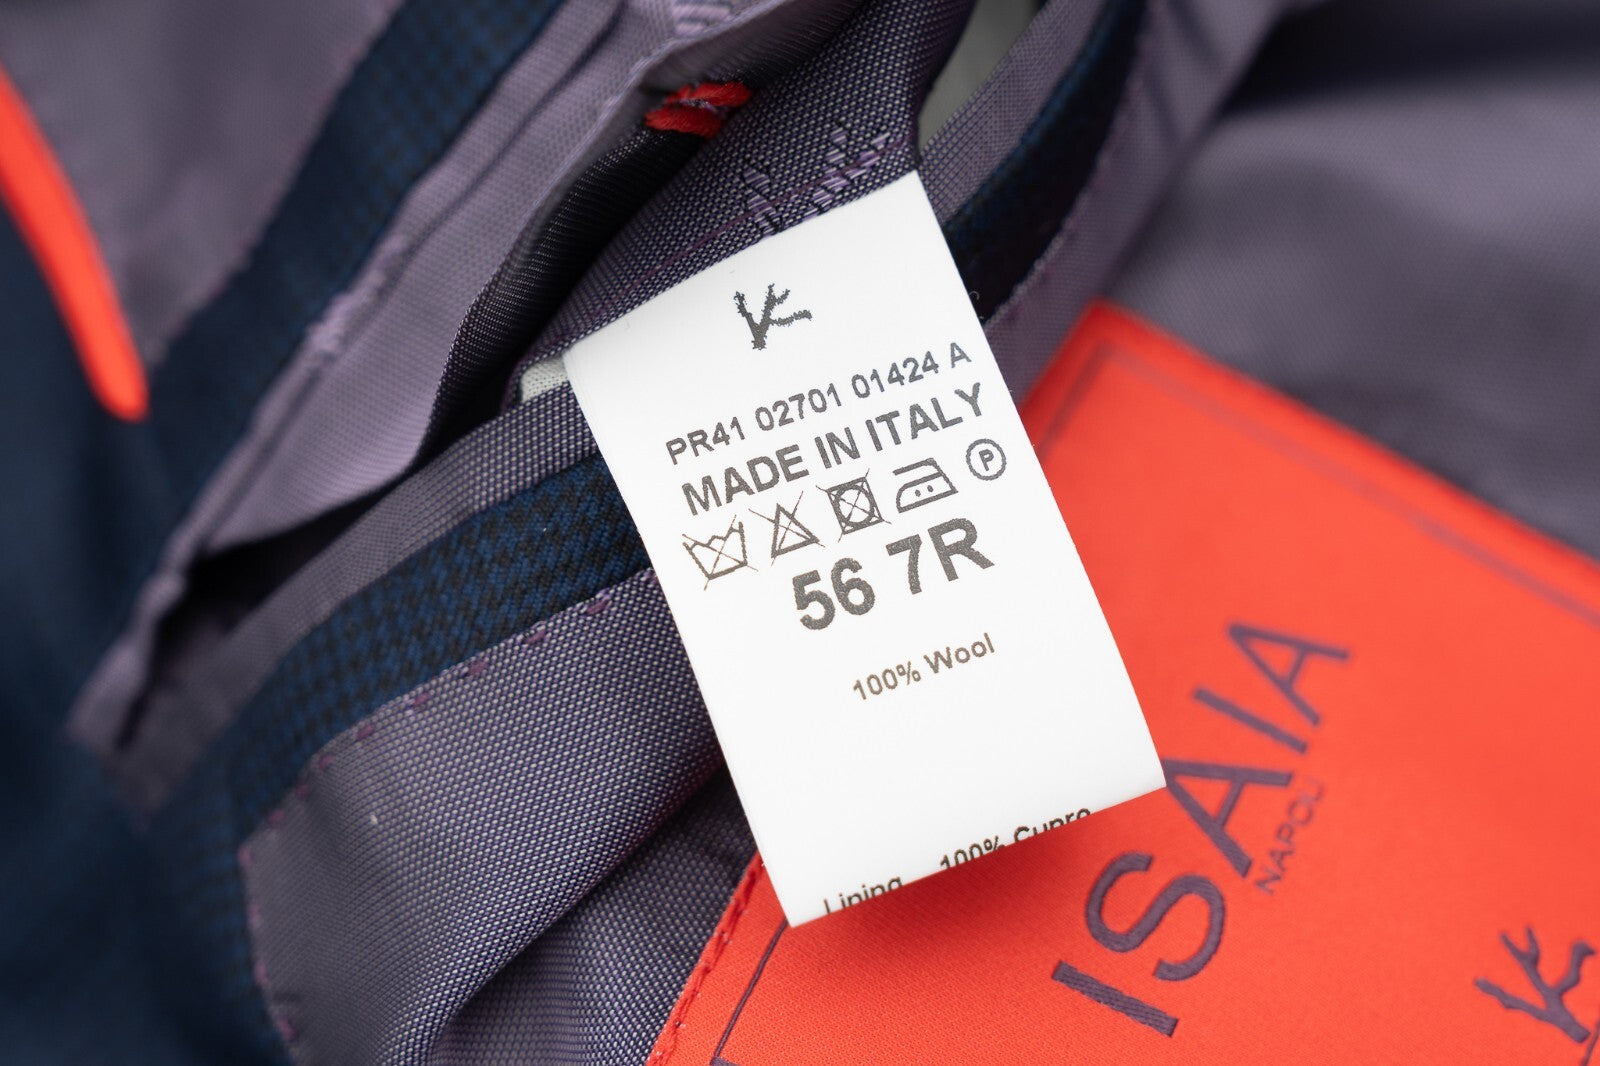 PR41 02701 01424 A
MADE IN ITALY
P
56 7R
100% Wool
Lining 100% Cupro
ISAIA
NAPOLI